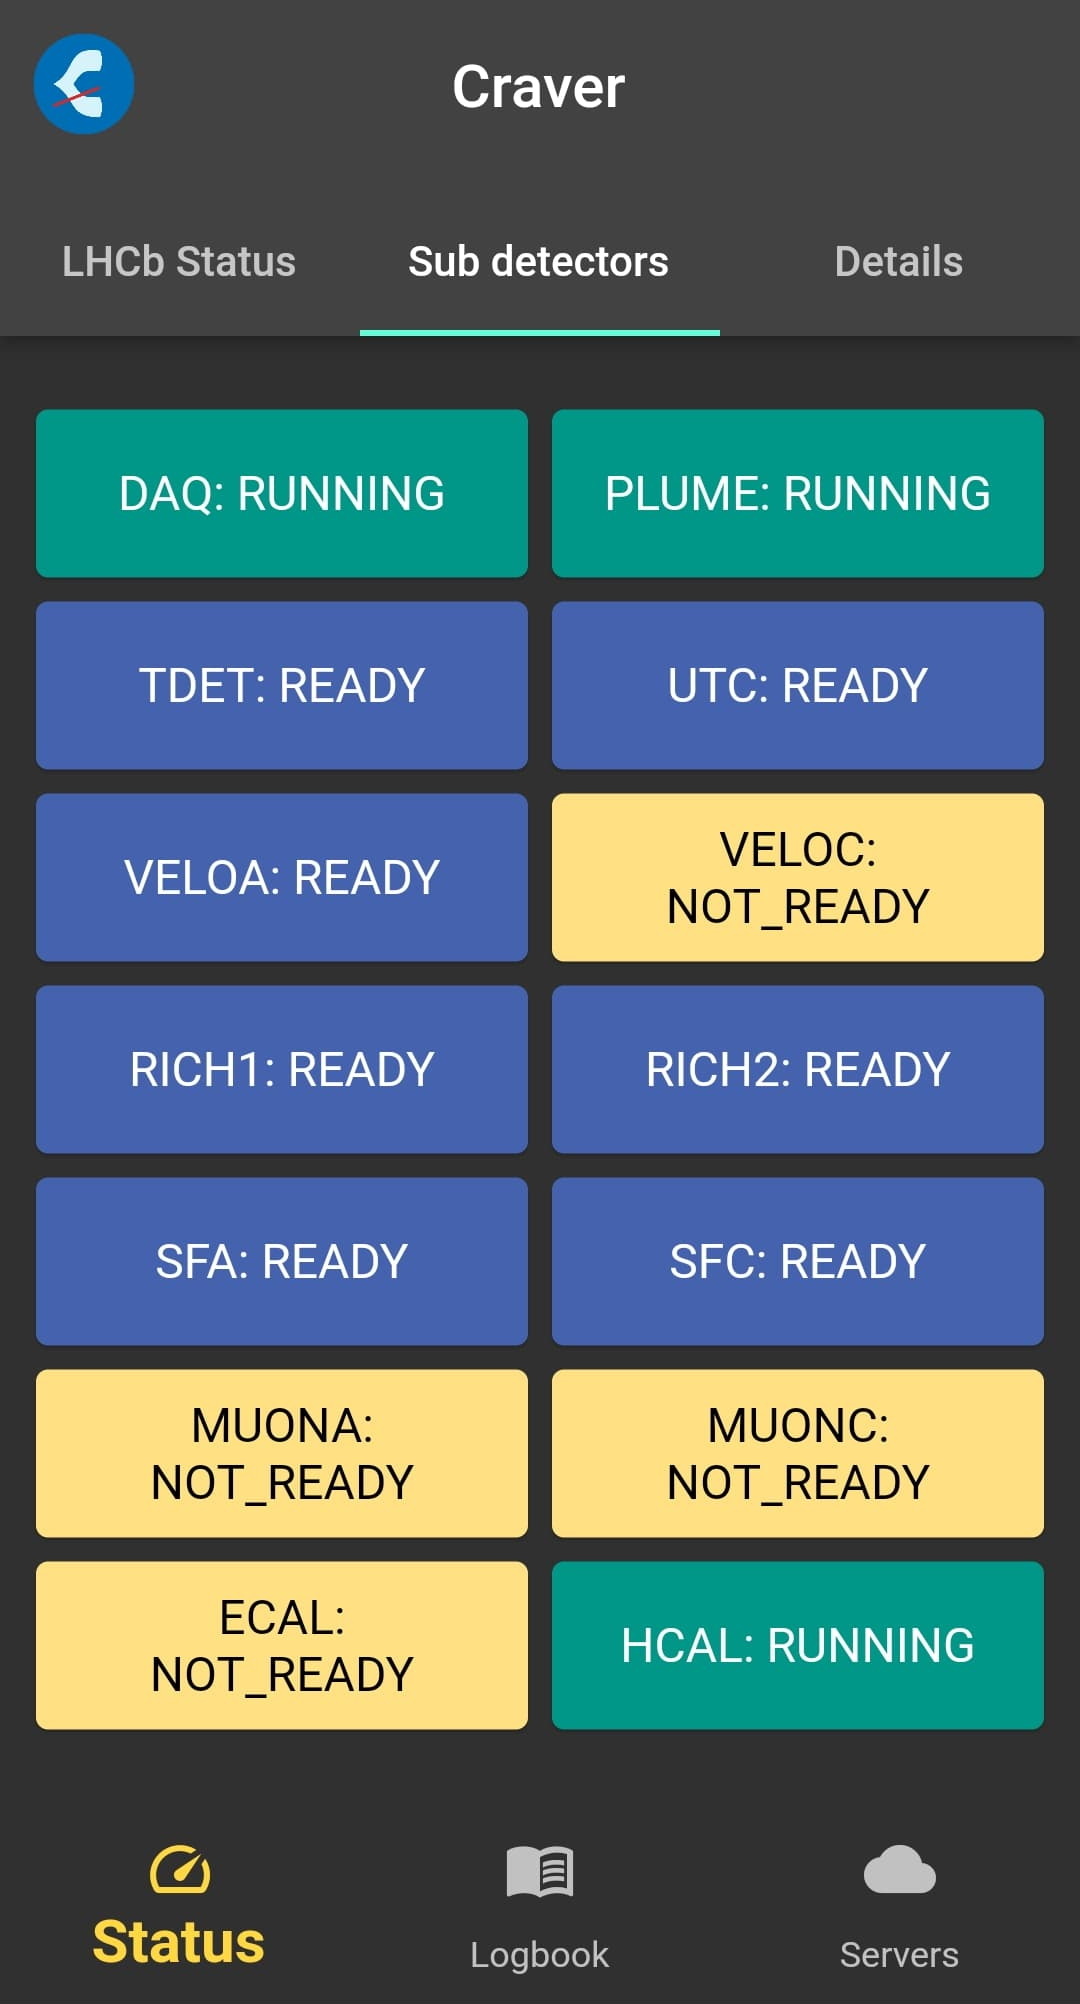 Craver
LHCb Status
Sub detectors
Details
DAQ: RUNNING
PLUME: RUNNING
TDET: READY
UTC: READY
VELOA: READY
VELOC:
NOT_READY
RICH1: READY
RICH2: READY
SFA: READY
SFC: READY
MUONA:
NOT_READY
MUONC:
NOT_READY
ECAL:
NOT_READY
HCAL: RUNNING
Status
Logbook
Servers